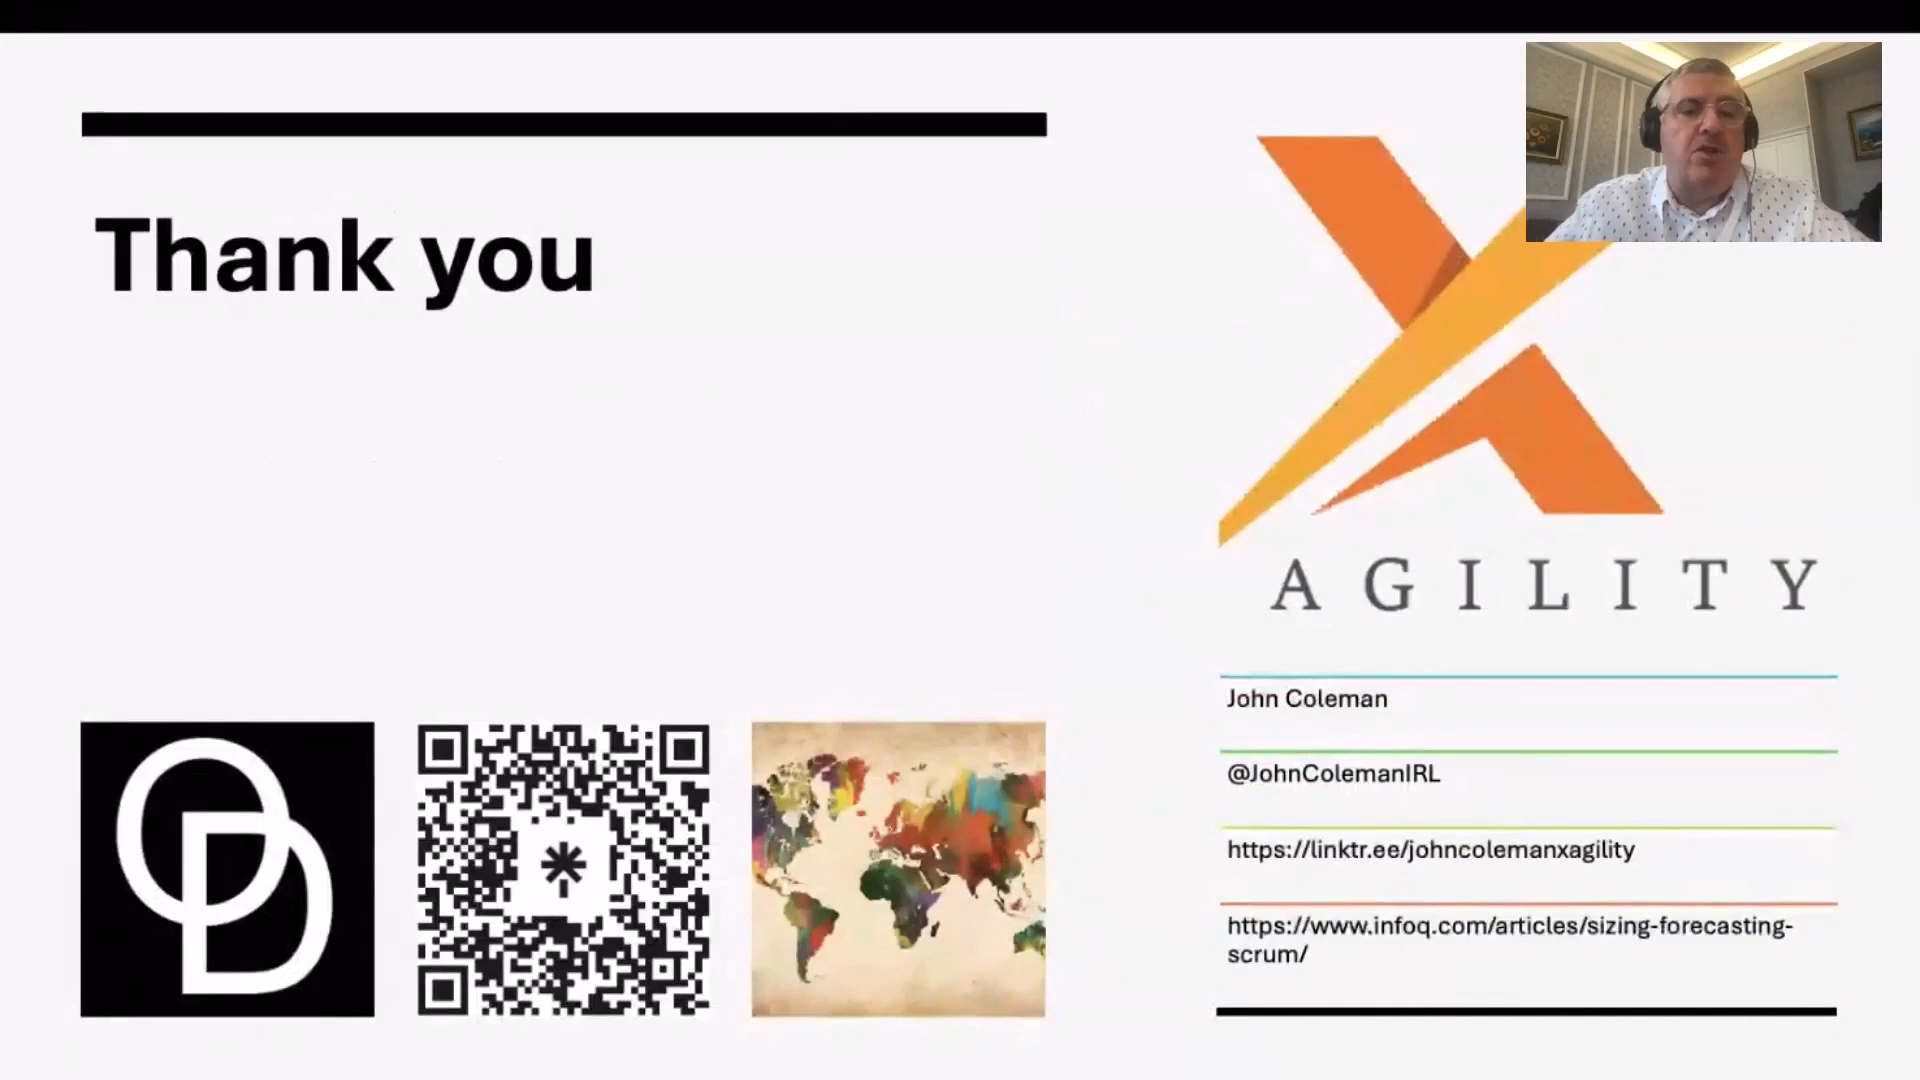 Thank you
AGILITY
John Coleman
@JohnColemanIRL
https://linktr.ee/johncolemanxagility
https://www.infoq.com/articles/sizing-forecasting-
scrum/